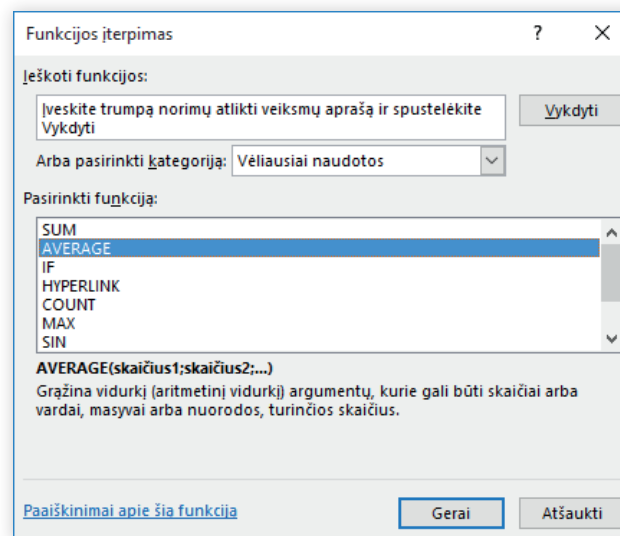 Funkcijos įterpimas
?
Ieškoti funkcijos:
Įveskite trumpą norimų atlikti veiksmų aprašą ir spustelėkite
Vykdyti
Vykdyti
Arba pasirinkti kategoriją: Vėliausiai naudotos
Pasirinkti funkciją:
SUM
AVERAGE
IF
HYPERLINK
COUNT
MAX
SIN
AVERAGE(skaičius1;skaičius2;...)
Grąžina vidurkį (aritmetinį vidurkį) argumentų, kurie gali būti skaičiai arba
vardai, masyvai arba nuorodos, turinčios skaičius.
Paaiškinimai apie šią funkciją
Gerai
Atšaukti